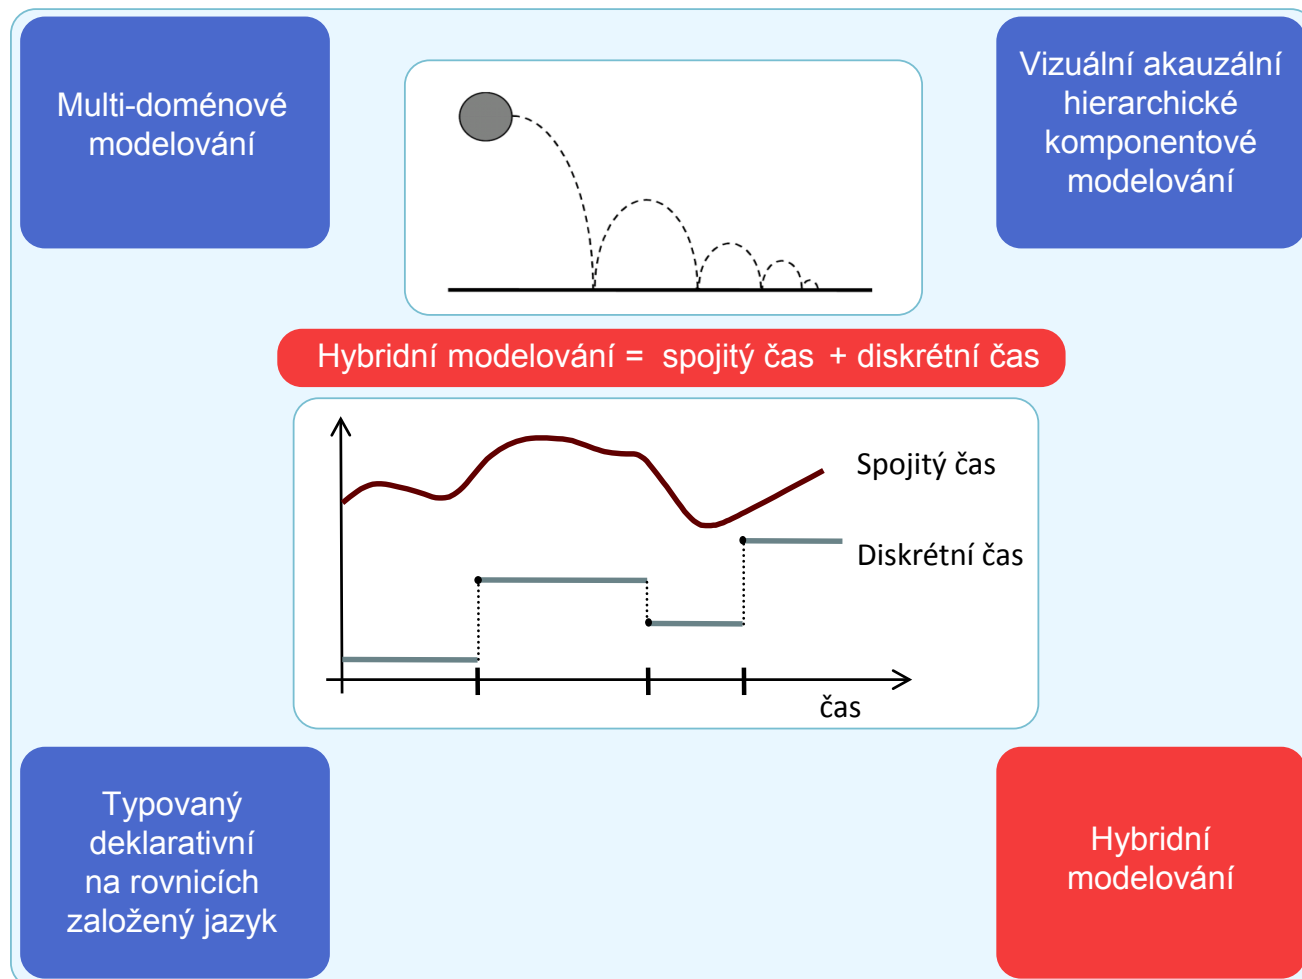 Multi-doménové
modelování
Vizuální akauzální
hierarchické
komponentové
modelování
Hybridní modelování = spojitý čas + diskrétní čas
Spojitý čas
Diskrétní čas
čas
Typovaný
deklarativní
na rovnicích
založený jazyk
Hybridní
modelování